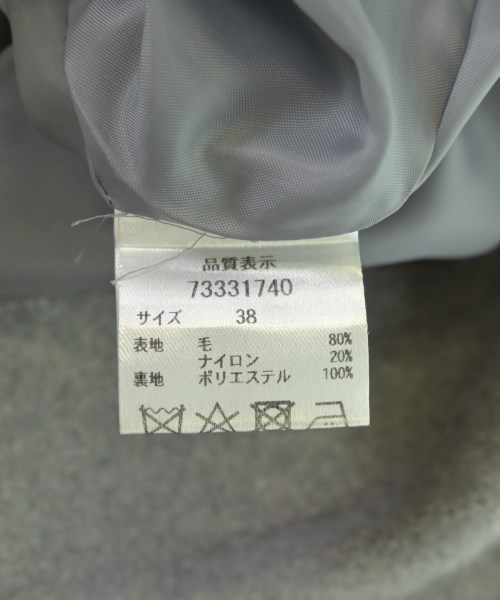 品質表示
73331740
サイズ 38
表地 毛 80%
ナイロン 20%
裏地 ポリエステル 100%